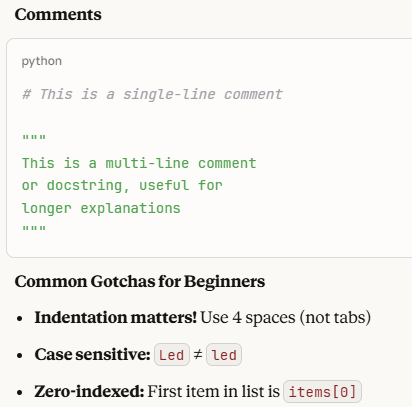 Comments
python
# This is a single-line comment
"""
This is a multi-line comment
or docstring, useful for
longer explanations
"""
Common Gotchas for Beginners
• Indentation matters! Use 4 spaces (not tabs)
• Case sensitive: Led ≠ led
• Zero-indexed: First item in list is items[0]